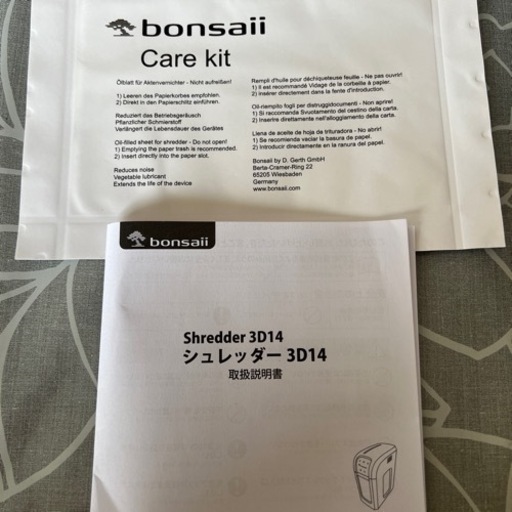 bonsaii
Care kit
Ölblatt für Aktenvernichter - Nicht aufreißen!
1) Leeren des Papierkorbes empfohlen.
2) Direkt in den Papierschlitz einführen.
Reduziert das Betriebsgeräusch
Pflanzlicher Schmierstoff
Verlängert die Lebensdauer des Gerätes
Oil-filled sheet for shredder - Do not open!
1) Emptying the paper trash is recommended.
2) Insert directly into the paper slot.
Reduces noise
Vegetable lubricant
Extends the life of the device
Rempli d'huile pour déchiqueteuse feuille - Ne pas ouvrir!
1) Il est recommandé Vidage de la corbeille à papier.
2) Insérer directement dans la fente d'introduction.
Olio-riempito fogli per distruggidocumenti - Non aprire!
1) Si raccomanda Svuotamento del cestino della carta.
2) Inserire direttamente nell'alloggiamento della carta.
Llena de aceite de hoja de trituradora - No abrir!
1) Se recomienda vaciar la basura de papel.
2) Introducir directamente en la ranura del papel.
Bonsaii by D. Gerth GmbH
Berta-Cramer-Ring 22
65205 Wiesbaden
Germany
www.bonsaii.com
bonsaii
Shredder 3D14
シュレッダー 3D14
取扱説明書